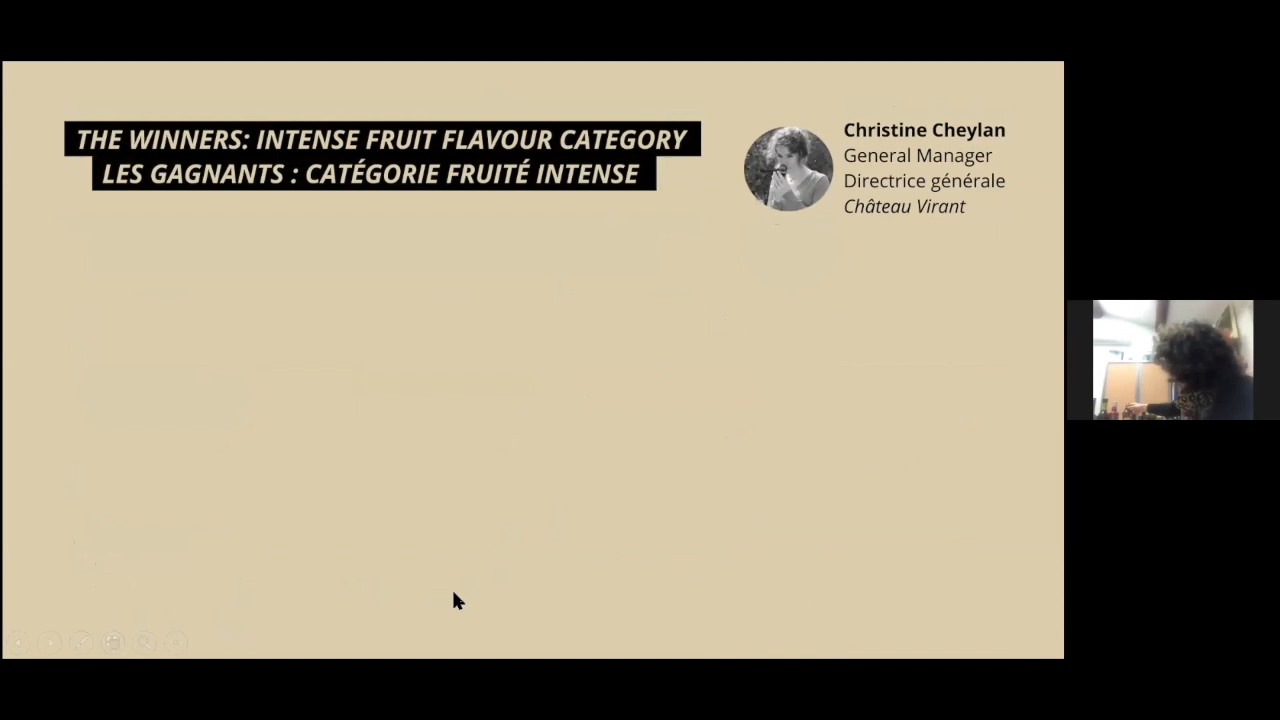 THE WINNERS: INTENSE FRUIT FLAVOUR CATEGORY
LES GAGNANTS : CATÉGORIE FRUITÉ INTENSE
Christine Cheylan
General Manager
Directrice générale
Château Virant